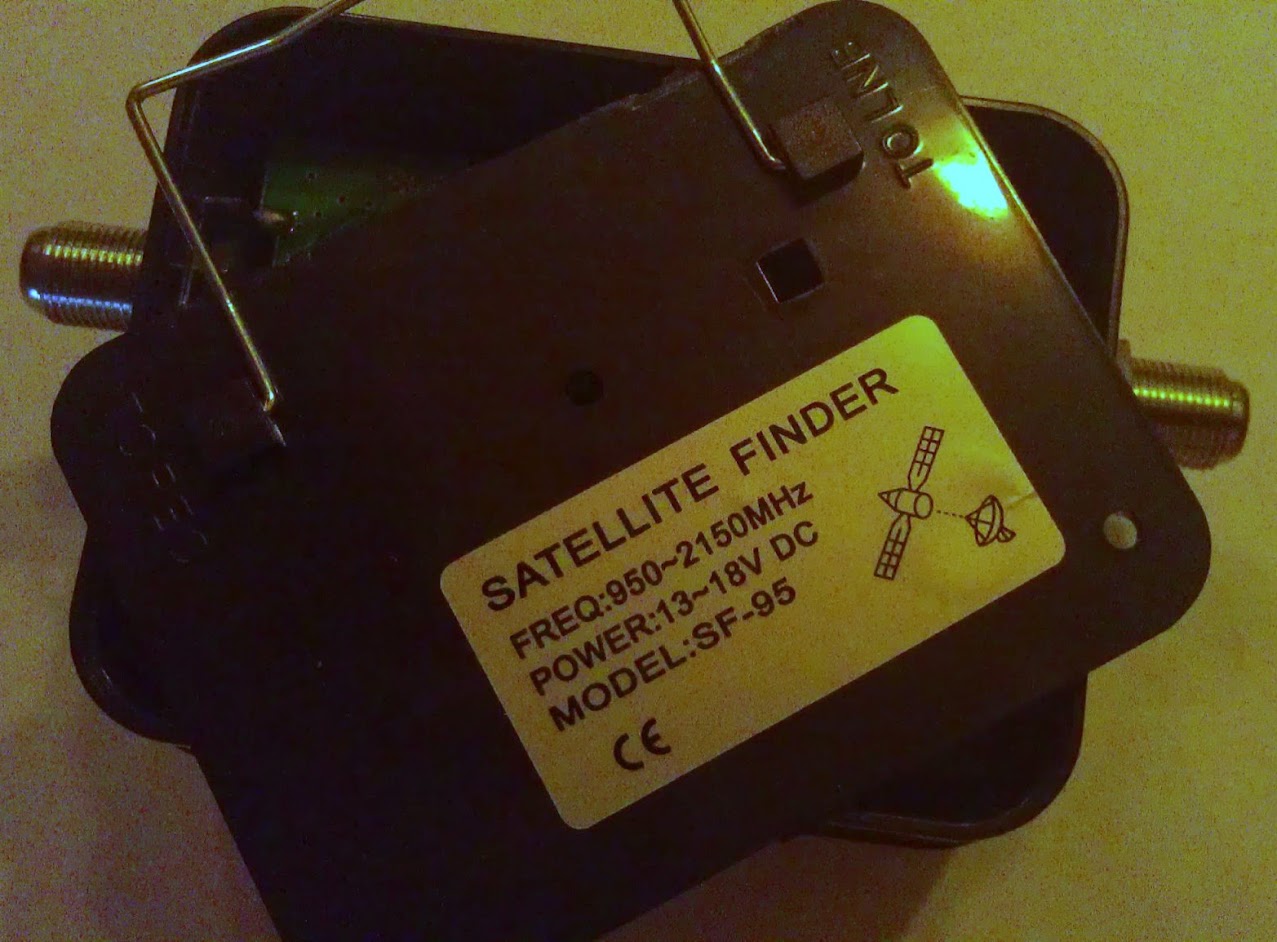 TO LNB
SATELLITE FINDER
FREQ:950~2150MHz
POWER:13~18V DC
MODEL:SF-95
CE